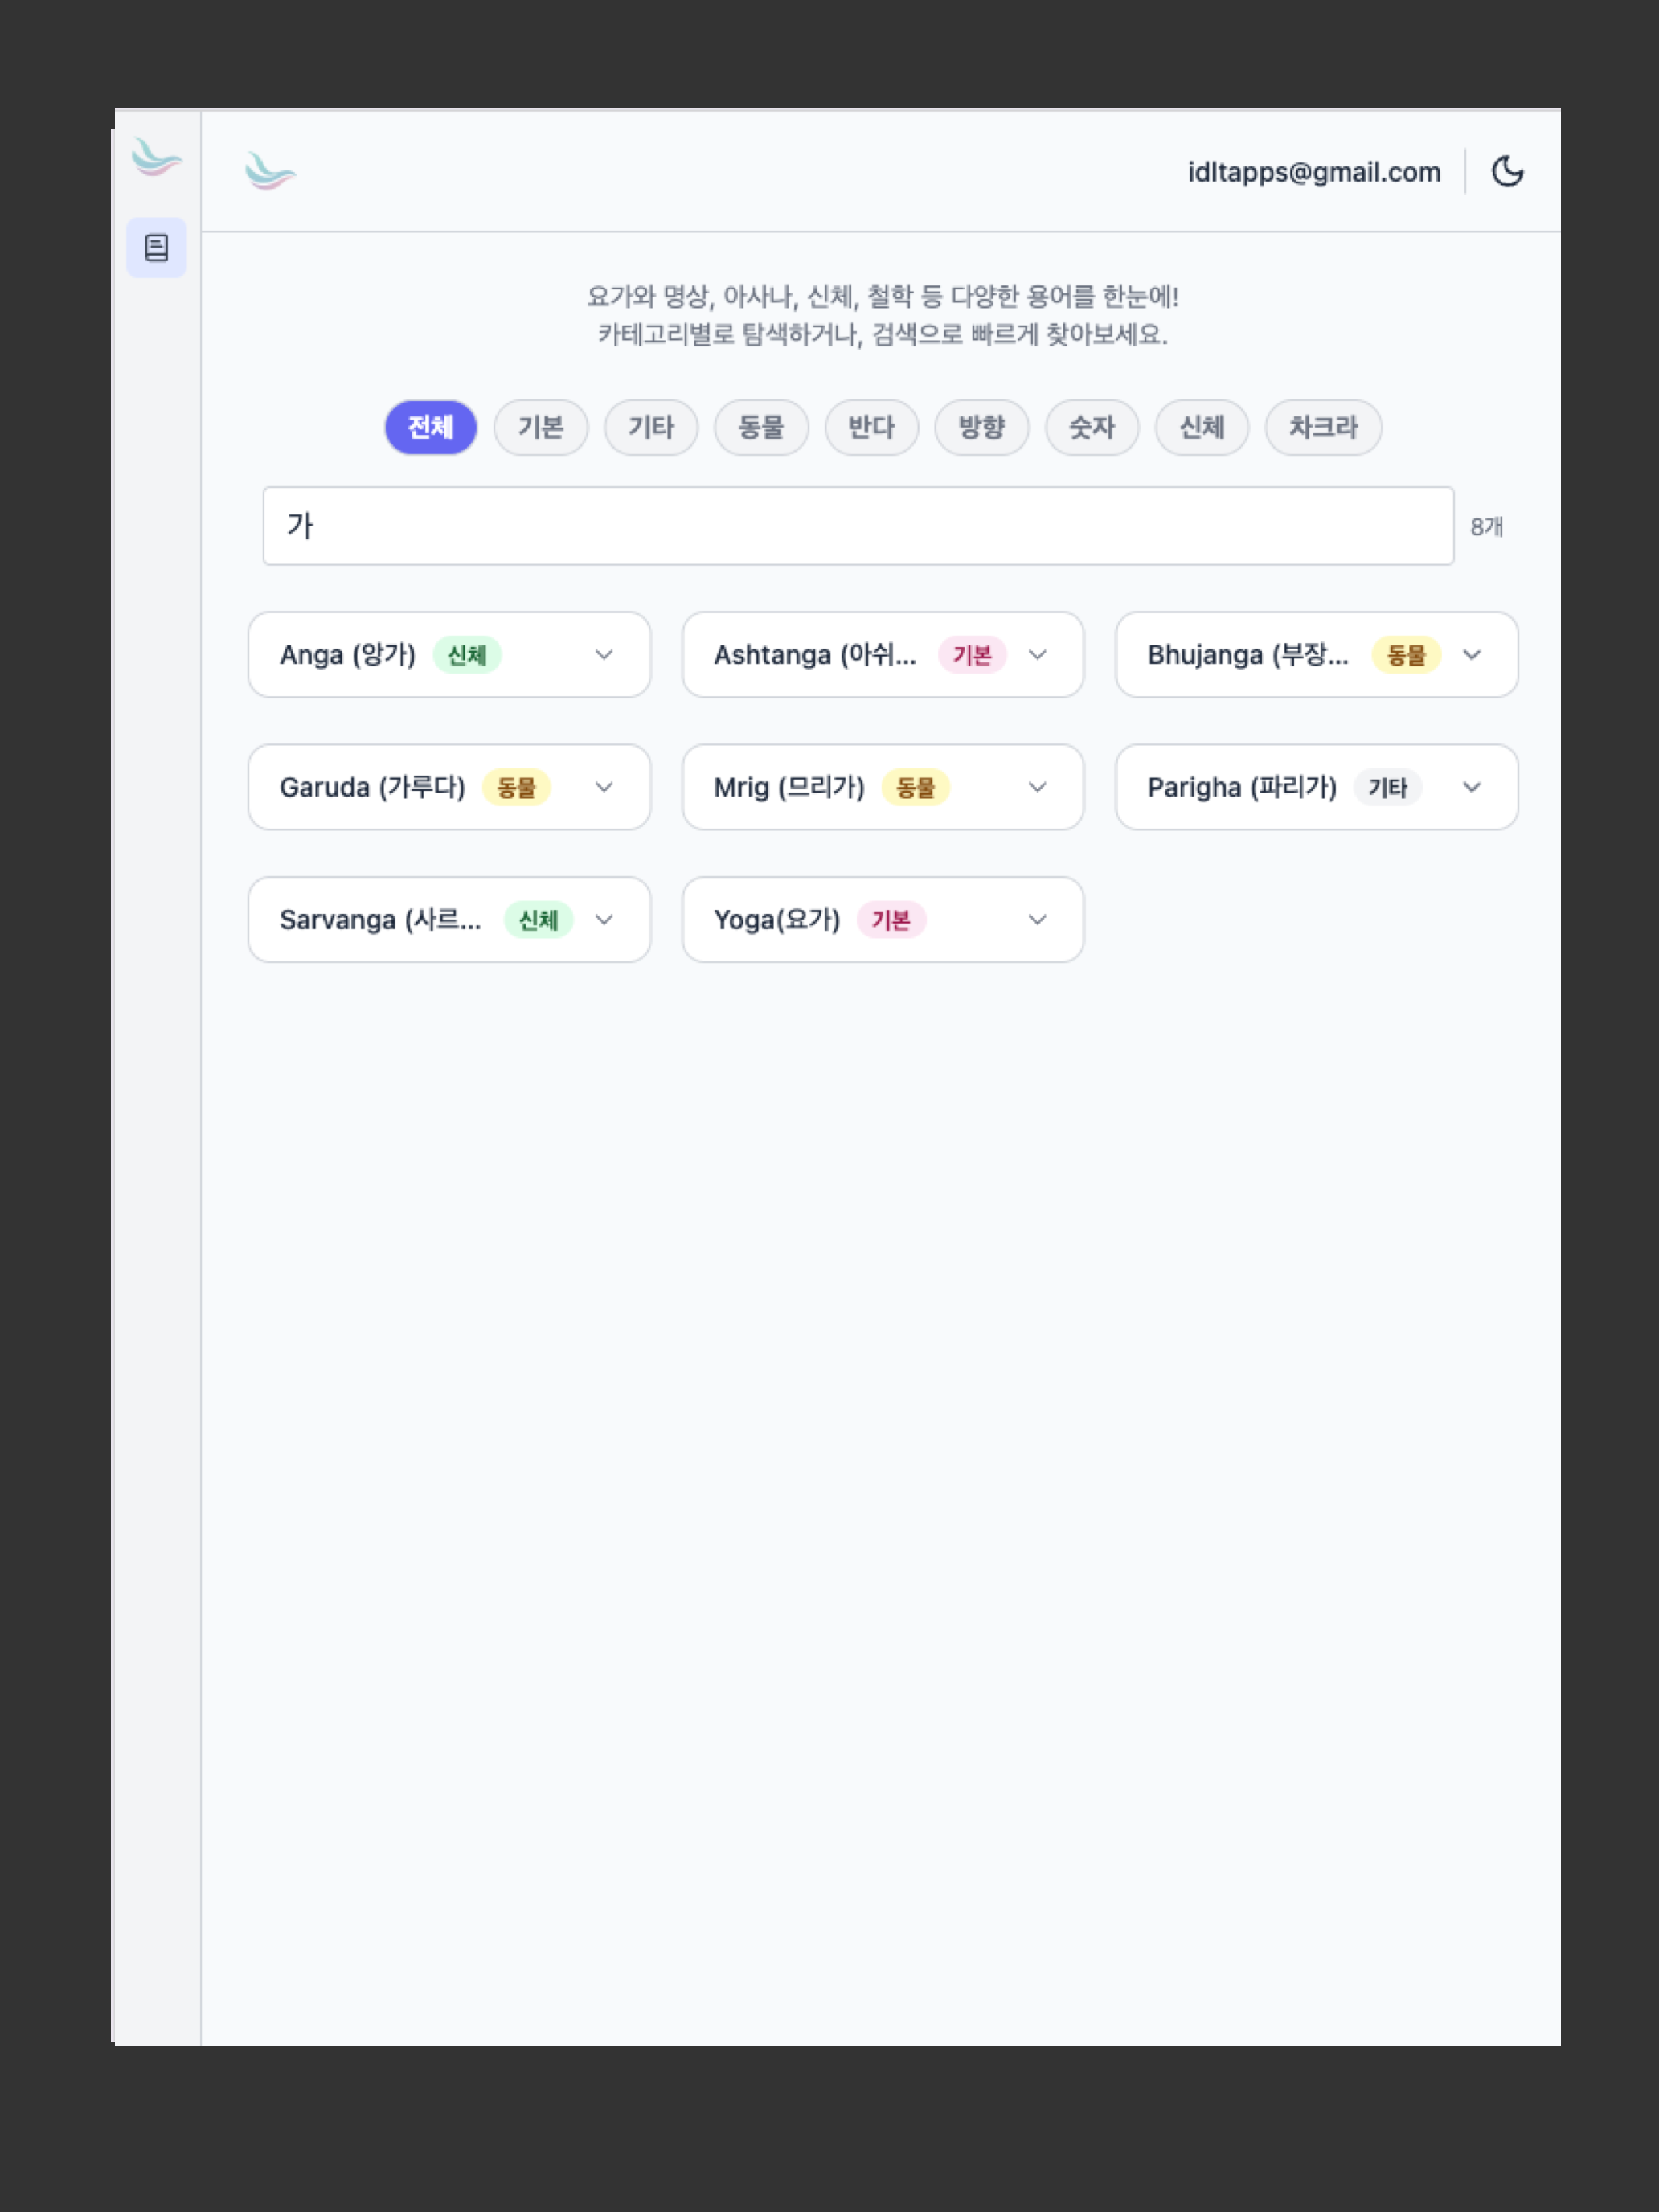 idltapps@gmail.com
요가와 명상, 아사나, 신체, 철학 등 다양한 용어를 한눈에!
카테고리별로 탐색하거나, 검색으로 빠르게 찾아보세요.
전체 기본 기타 동물 반다 방향 숫자 신체 차크라
가 8개
Anga (앙가) 신체 Ashtanga (아쉬... 기본 Bhujanga (부장... 동물
Garuda (가루다) 동물 Mrig (므리가) 동물 Parigha (파리가) 기타
Sarvanga (사르... 신체 Yoga(요가) 기본